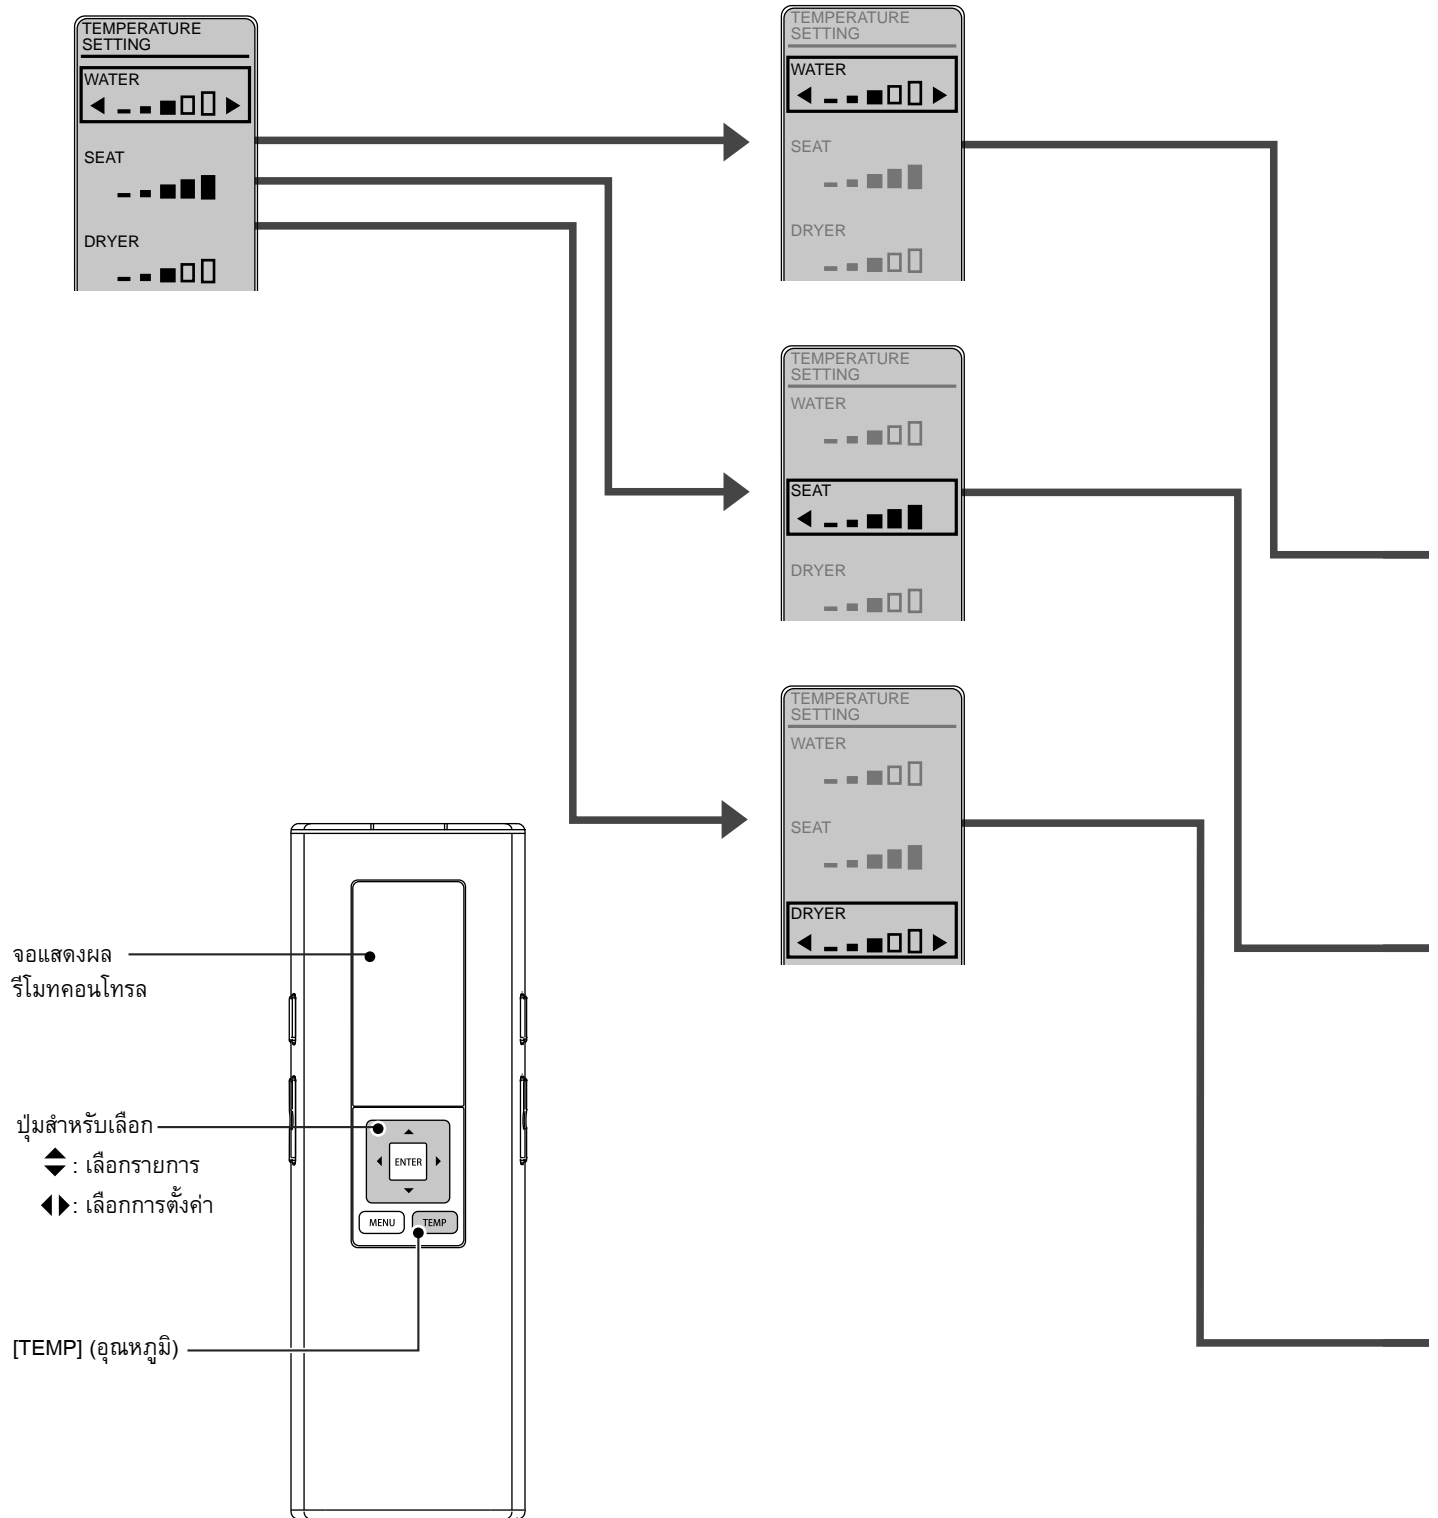 TEMPERATURE
SETTING
WATER
SEAT
DRYER
TEMPERATURE
SETTING
WATER
SEAT
DRYER
TEMPERATURE
SETTING
WATER
SEAT
DRYER
TEMPERATURE
SETTING
WATER
SEAT
DRYER
จอแสดงผล
รีโมทคอนโทรล
ปุ่มสำหรับเลือก
: เลือกรายการ
: เลือกการตั้งค่า
ENTER
MENU TEMP
[TEMP] (อุณหภูมิ)